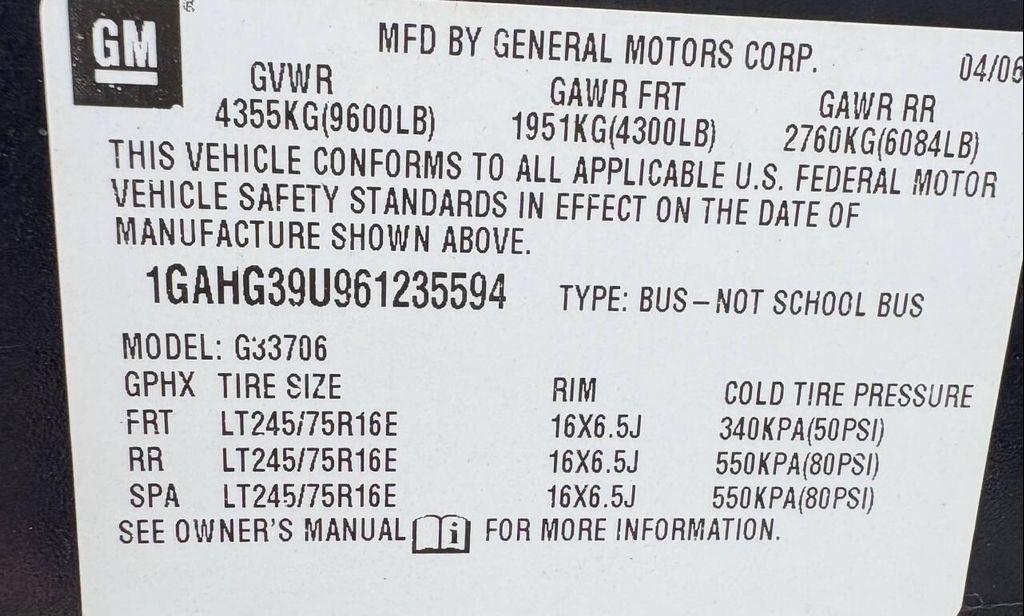 GM
MFD BY GENERAL MOTORS CORP.
04/06
GVWR GAWR FRT GAWR RR
4355KG(9600LB) 1951KG(4300LB) 2760KG(6084LB)
THIS VEHICLE CONFORMS TO ALL APPLICABLE U.S. FEDERAL MOTOR
VEHICLE SAFETY STANDARDS IN EFFECT ON THE DATE OF
MANUFACTURE SHOWN ABOVE.
1GAHG39U961235594 TYPE: BUS – NOT SCHOOL BUS
MODEL: G33706
GPHX TIRE SIZE RIM COLD TIRE PRESSURE
FRT LT245/75R16E 16X6.5J 340KPA(50PSI)
RR LT245/75R16E 16X6.5J 550KPA(80PSI)
SPA LT245/75R16E 16X6.5J 550KPA(80PSI)
SEE OWNER'S MANUAL i FOR MORE INFORMATION.